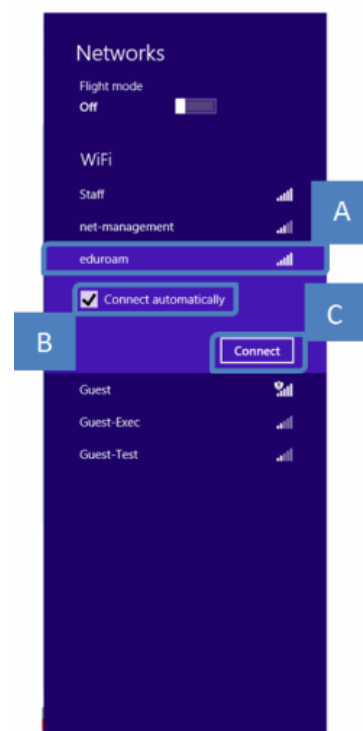 Networks
Flight mode
Off
WiFi
Staff
A
net-management
eduroam
Connect automatically
B
C
Connect
Guest
Guest-Exec
Guest-Test